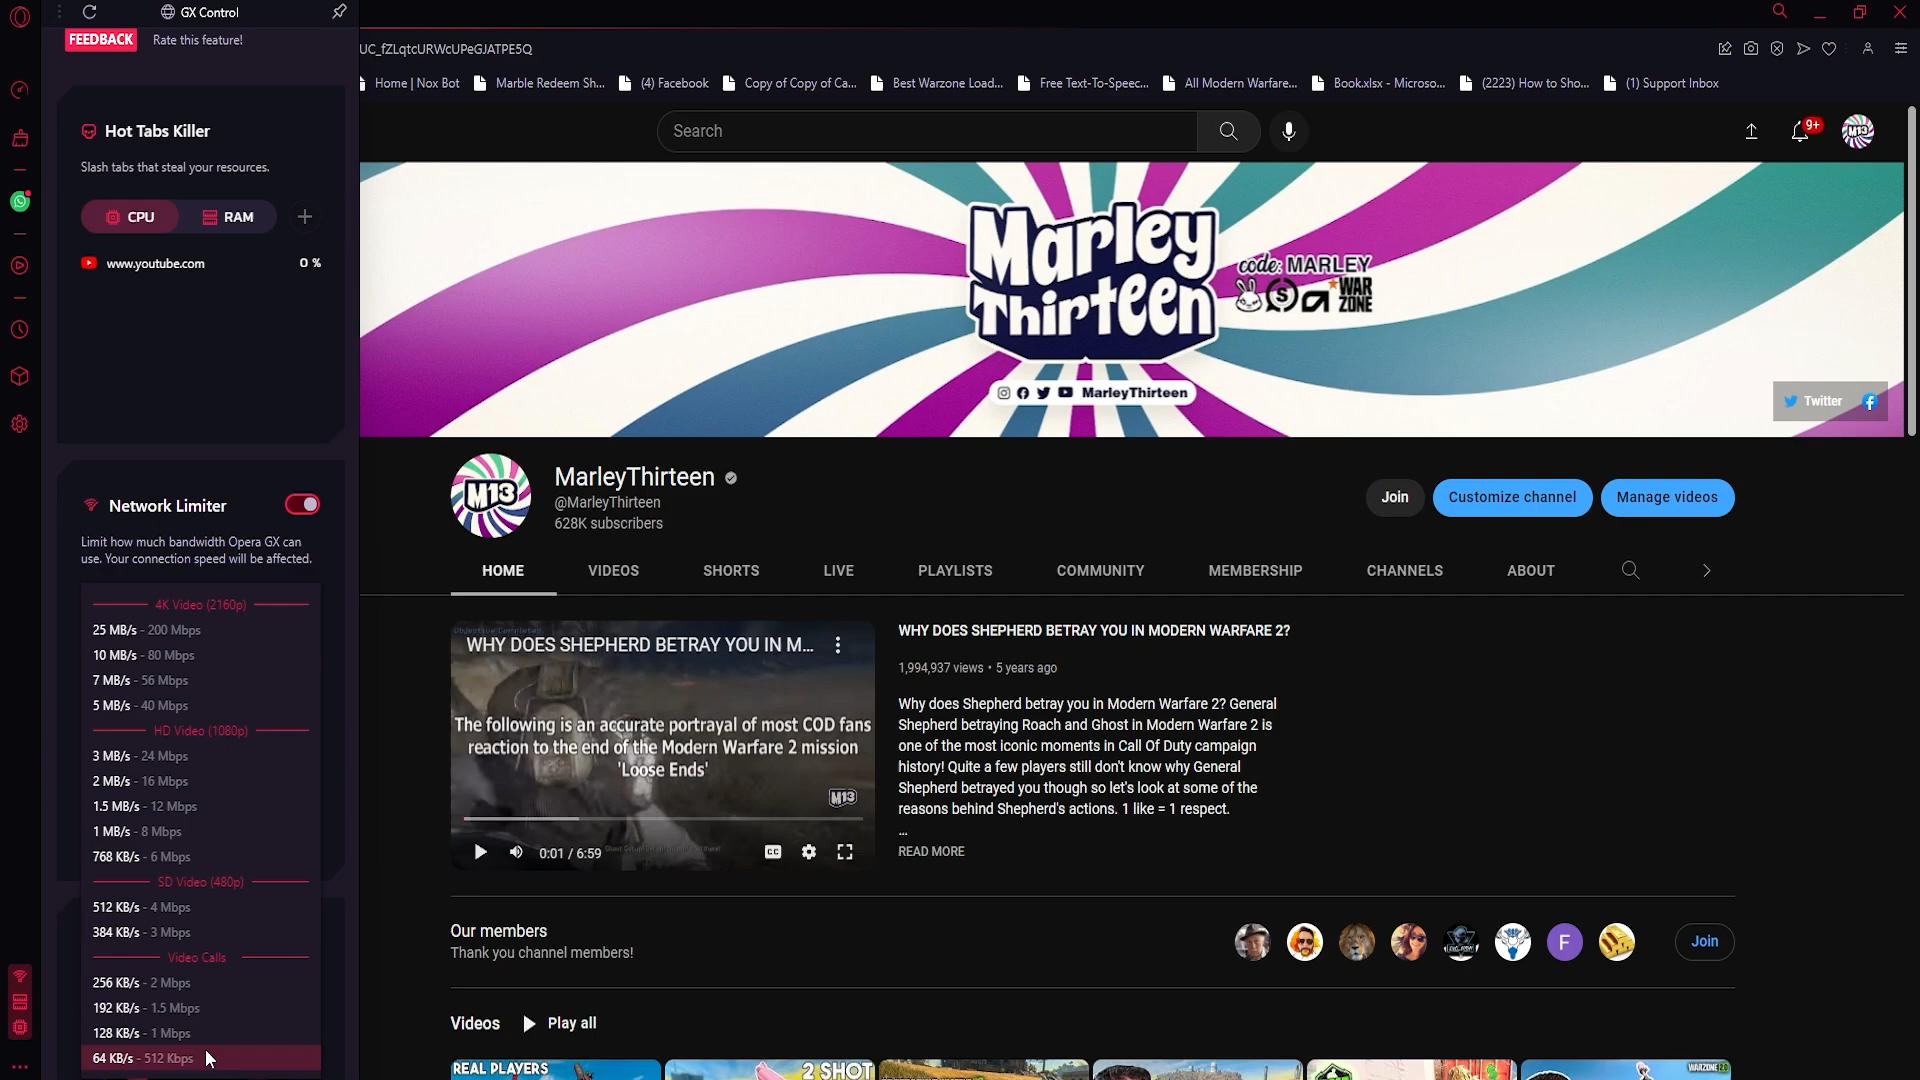 GX Control
FEEDBACK Rate this feature!
Hot Tabs Killer
Slash tabs that steal your resources.
CPU RAM
www.youtube.com 0 %
Network Limiter
Limit how much bandwidth Opera GX can
use. Your connection speed will be affected.
4K Video (2160p)
25 MB/s - 200 Mbps
10 MB/s - 80 Mbps
7 MB/s - 56 Mbps
5 MB/s - 40 Mbps
HD Video (1080p)
3 MB/s - 24 Mbps
2 MB/s - 16 Mbps
1.5 MB/s - 12 Mbps
1 MB/s - 8 Mbps
768 KB/s - 6 Mbps
SD Video (480p)
512 KB/s - 4 Mbps
384 KB/s - 3 Mbps
Video Calls
256 KB/s - 2 Mbps
192 KB/s - 1.5 Mbps
128 KB/s - 1 Mbps
64 KB/s - 512 Kbps
UC_fZLqtcURWcUPeGJATPE5Q
Home | Nox Bot Marble Redeem Sh... (4) Facebook Copy of Copy of Ca... Best Warzone Load... Free Text-To-Speec... All Modern Warfare... Book.xlsx - Microso... (2223) How to Sho... (1) Support Inbox
Search
9+
M13
Marley
Thirteen
code: MARLEY
WAR
ZONE
MarleyThirteen
Twitter
M13
MarleyThirteen
@MarleyThirteen
628K subscribers
Join Customize channel Manage videos
HOME VIDEOS SHORTS LIVE PLAYLISTS COMMUNITY MEMBERSHIP CHANNELS ABOUT
WHY DOES SHEPHERD BETRAY YOU IN M...
The following is an accurate portrayal of most COD fans
reaction to the end of the Modern Warfare 2 mission
'Loose Ends'
M13
0:01 / 6:59
CC
WHY DOES SHEPHERD BETRAY YOU IN MODERN WARFARE 2?
1,994,937 views • 5 years ago
Why does Shepherd betray you in Modern Warfare 2? General
Shepherd betraying Roach and Ghost in Modern Warfare 2 is
one of the most iconic moments in Call Of Duty campaign
history! Quite a few players still don't know why General
Shepherd betrayed you though so let's look at some of the
reasons behind Shepherd's actions. 1 like = 1 respect.
...
READ MORE
Our members
Thank you channel members!
F
Join
Videos Play all
REAL PLAYERS
2 SHOT
WARZONE 2.0